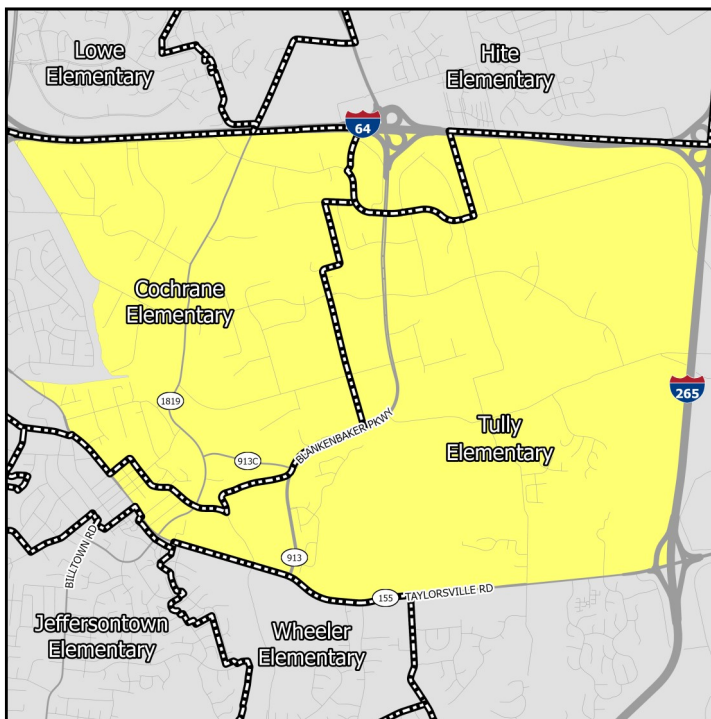 Lowe
Elementary
Hite
Elementary
64
Cochrane
Elementary
265
1819
Tully
Elementary
BLANKENBAKER PKWY
913C
BILLTOWN RD
913
155
TAYLORSVILLE RD
Jeffersontown
Elementary
Wheeler
Elementary